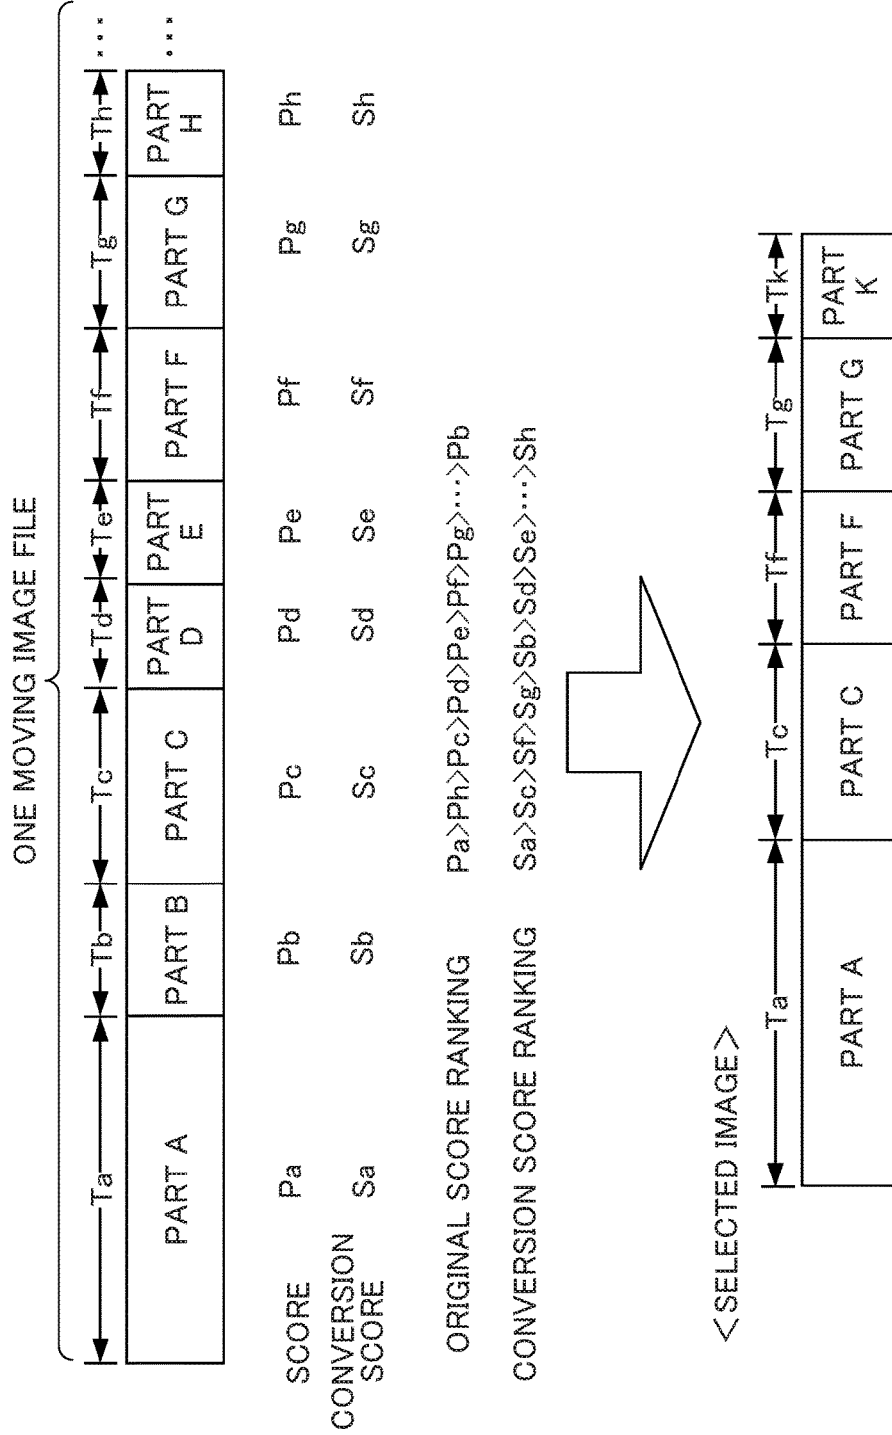 ONE MOVING IMAGE FILE
Ta Tb Tc Td Te Tf Tg Th ...
PART A PART B PART C PART D PART E PART F PART G PART H ...
SCORE Pa Pb Pc Pd Pe Pf Pg Ph
CONVERSION SCORE Sa Sb Sc Sd Se Sf Sg Sh
ORIGINAL SCORE RANKING Pa>Ph>Pc>Pd>Pe>Pf>Pg>...>Pb
CONVERSION SCORE RANKING Sa>Sc>Sf>Sg>Sb>Sd>Se>...>Sh
<SELECTED IMAGE>
Ta Tc Tf Tg Tk
PART A PART C PART F PART G PART K